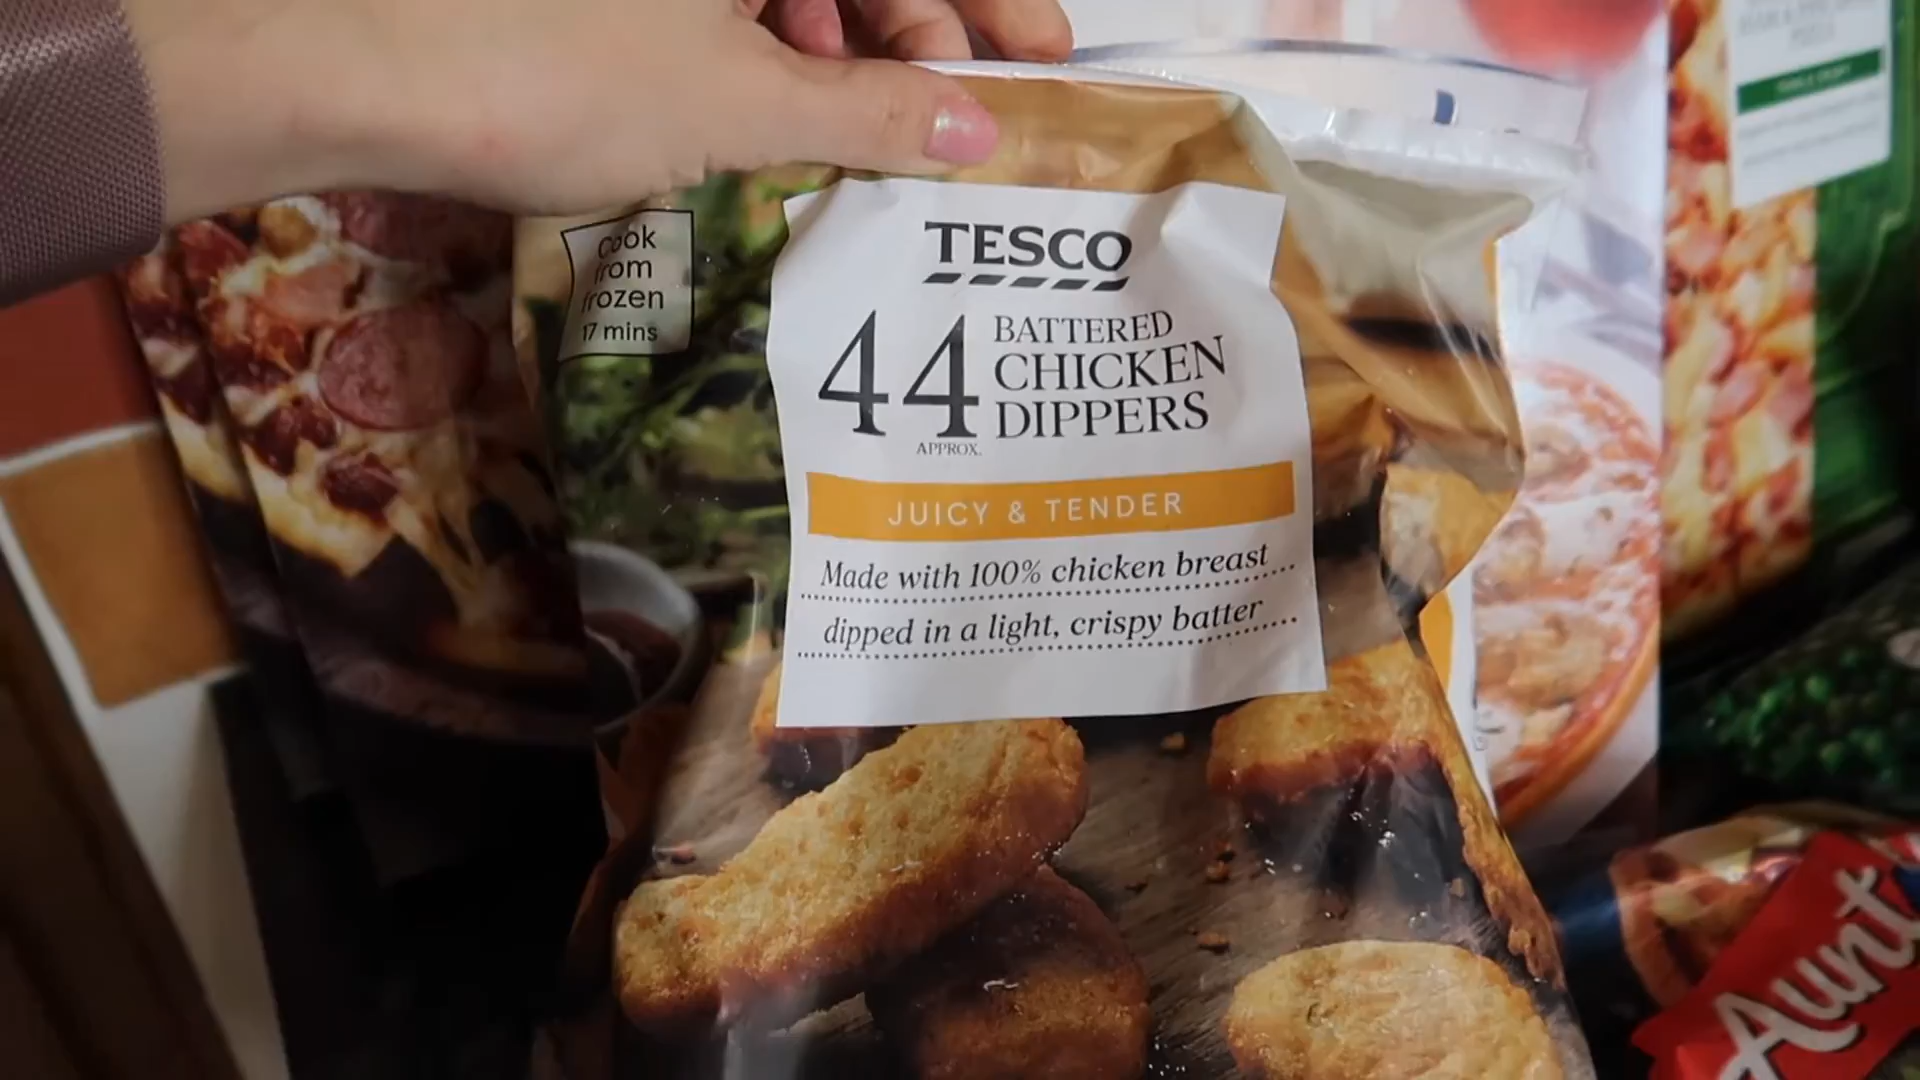 Cook
from
frozen
17 mins
TESCO
44
APPROX.
BATTERED
CHICKEN
DIPPERS
JUICY & TENDER
Made with 100% chicken breast
dipped in a light, crispy batter
Aunt